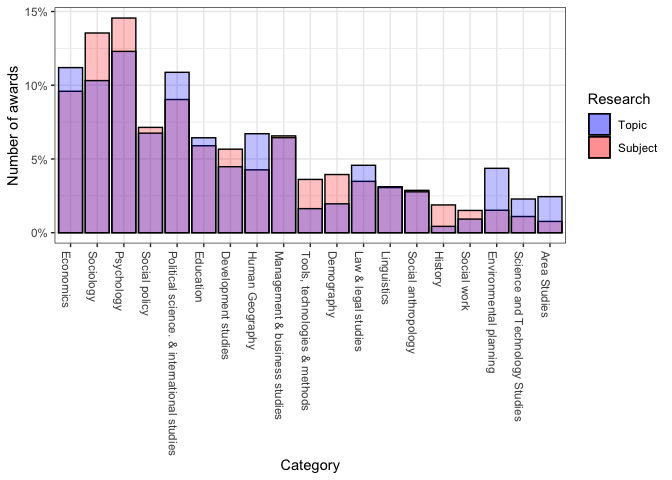 15%
10%
5%
0%
Number of awards
Economics
Sociology
Psychology
Social policy
Political science. & international studies
Education
Development studies
Human Geography
Management & business studies
Tools, technologies & methods
Demography
Law & legal studies
Linguistics
Social anthropology
History
Social work
Environmental planning
Science and Technology Studies
Area Studies
Category
Research
Topic
Subject